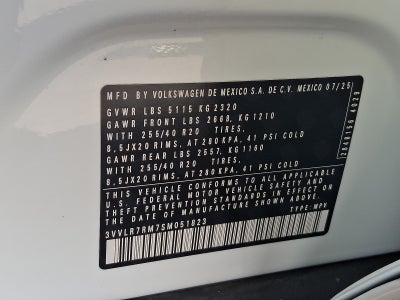 MFD BY VOLKSWAGEN DE MEXICO S.A. DE C.V. MEXICO 07/25
GVWR LBS 5115 KG 2320
GAWR FRONT LBS 2668, KG 1210
WITH 255/40 R20 TIRES,
8,5JX20 RIMS, AT 280KPA, 41 PSI COLD
GAWR REAR LBS 2557, KG 1160
WITH 255/40 R20 TIRES,
8,5JX20 RIMS, AT 280KPA, 41 PSI COLD
THIS VEHICLE CONFORMS TO ALL APPLICABLE
U.S. FEDERAL MOTOR VEHICLE SAFETY AND
THEFT PREVENTION STANDARDS IN EFFECT ON
THE DATE OF MANUFACTURE SHOWN ABOVE.
3VVLR7RM7SM051823 TYPE: MPV